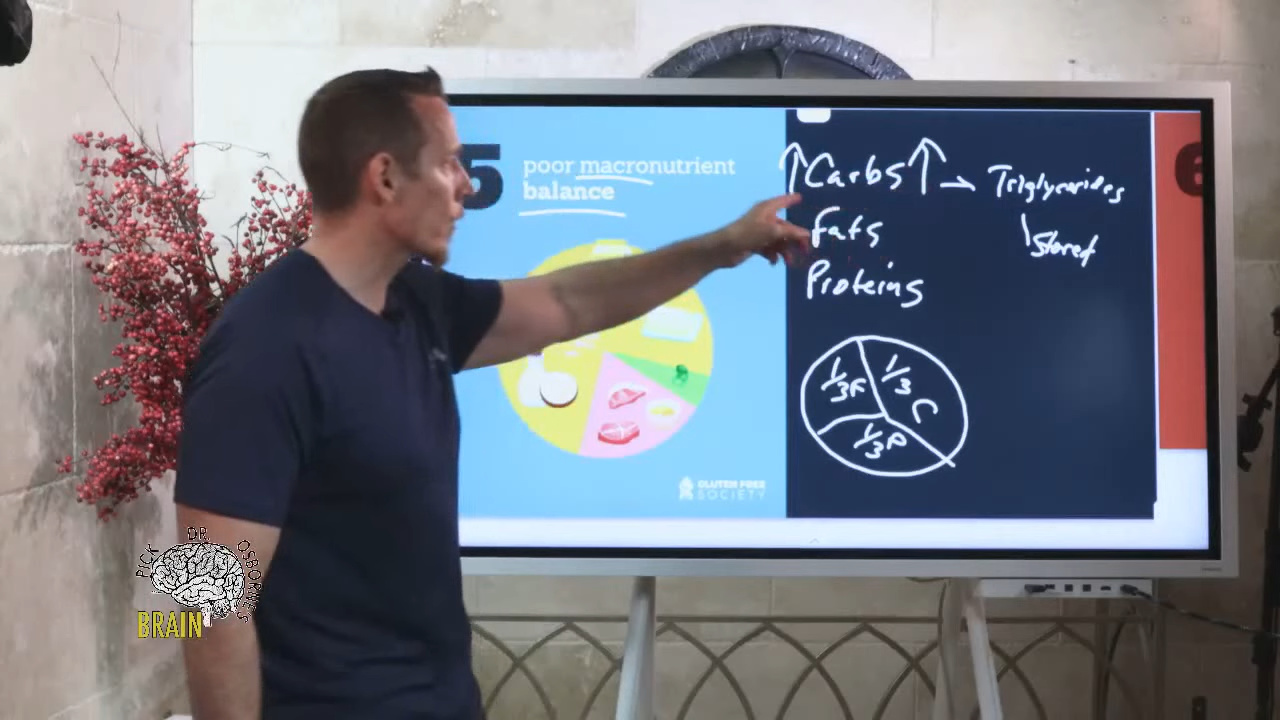 5
poor macronutrient
balance
GLUTEN FREE
SOCIETY
↑Carbs↑→ Triglycerides
Stored
Fats
Proteins
1/3F
1/3 C
1/3P
6
PICK DR OSBORNE'S
BRAIN